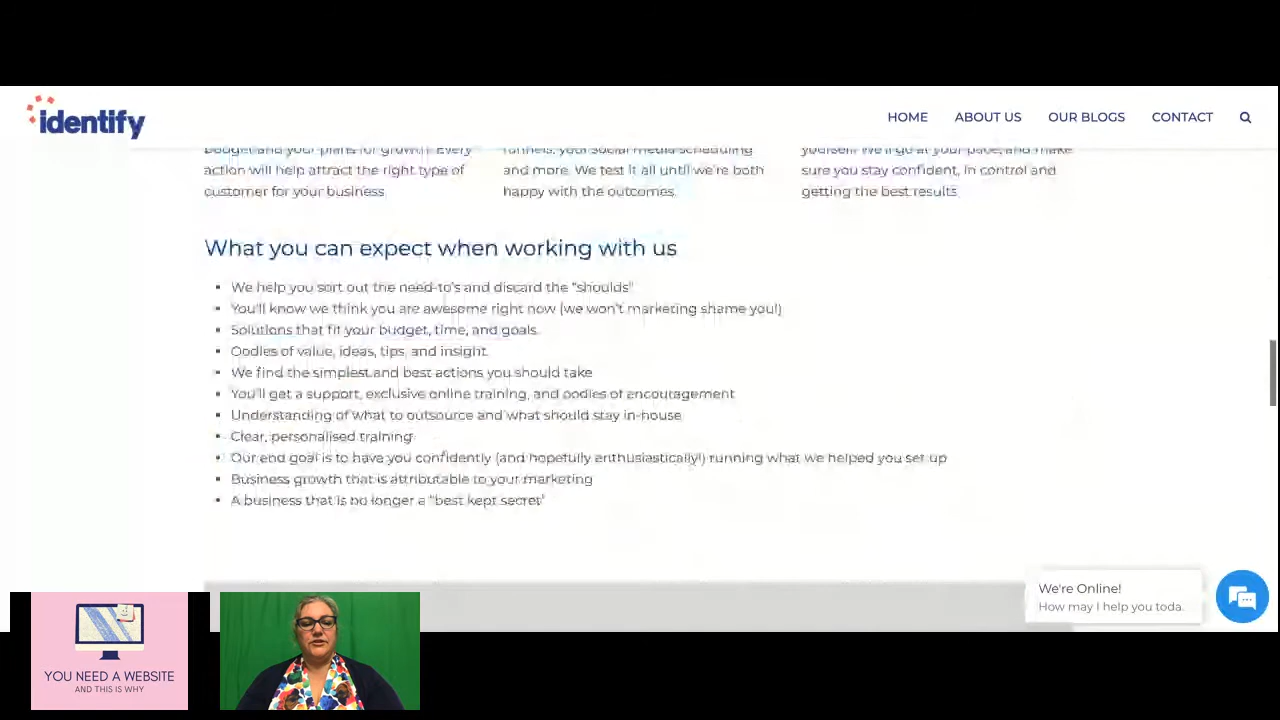 identify
HOME ABOUT US OUR BLOGS CONTACT
budget and your plans for growth. Every
action will help attract the right type of
customer for your business.
funnels, your social media scheduling
and more. We test it all until we're both
happy with the outcomes.
yourself. We'll go at your pace, and make
sure you stay confident, in control and
getting the best results.
What you can expect when working with us
We help you sort out the need-to's and discard the "shoulds"
You'll know we think you are awesome right now (we won't marketing shame you!)
Solutions that fit your budget, time, and goals.
Oodles of value, ideas, tips, and insight.
We find the simplest and best actions you should take
You'll get a support, exclusive online training, and oodles of encouragement
Understanding of what to outsource and what should stay in-house
Clear, personalised training
Our end goal is to have you confidently (and hopefully enthusiastically!) running what we helped you set up
Business growth that is attributable to your marketing
A business that is no longer a "best kept secret"
We're Online!
How may I help you toda.
YOU NEED A WEBSITE
AND THIS IS WHY